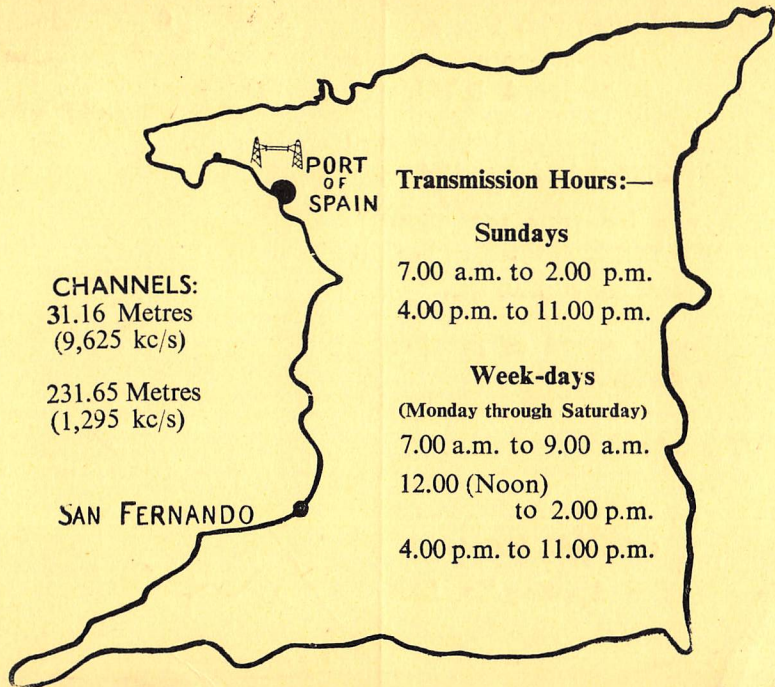 PORT
OF
SPAIN
CHANNELS:
31.16 Metres
(9,625 kc/s)
231.65 Metres
(1,295 kc/s)
SAN FERNANDO
Transmission Hours:—
Sundays
7.00 a.m. to 2.00 p.m.
4.00 p.m. to 11.00 p.m.
Week-days
(Monday through Saturday)
7.00 a.m. to 9.00 a.m.
12.00 (Noon)
to 2.00 p.m.
4.00 p.m. to 11.00 p.m.